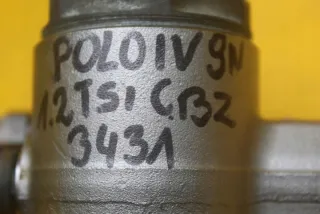 POLO IV 9N
1.2 TSI CBZ
3431